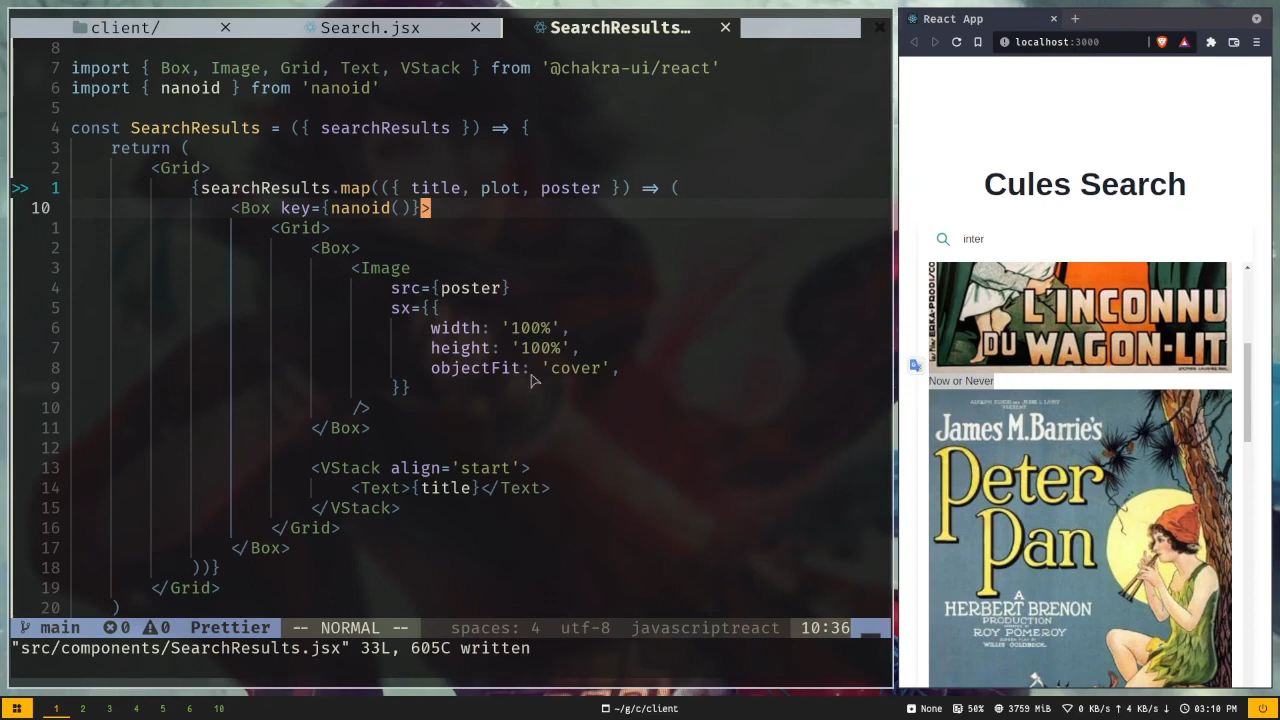 client/ × Search.jsx × SearchResults… × ×
8
7 import { Box, Image, Grid, Text, VStack } from '@chakra-ui/react'
6 import { nanoid } from 'nanoid'
5
4 const SearchResults = ({ searchResults }) => {
3 return (
2 <Grid>
>> 1 {searchResults.map(({ title, plot, poster }) => (
10 <Box key={nanoid()}>
1 <Grid>
2 <Box>
3 <Image
4 src={poster}
5 sx={{
6 width: '100%',
7 height: '100%',
8 objectFit: 'cover',
9 }}
10 />
11 </Box>
12
13 <VStack align='start'>
14 <Text>{title}</Text>
15 </VStack>
16 </Grid>
17 </Box>
18 ))}
19 </Grid>
20 )
main 0 0 Prettier -- NORMAL -- spaces: 4 utf-8 javascriptreact 10:36
"src/components/SearchResults.jsx" 33L, 605C written
React App × +
localhost:3000
Cules Search
inter
L'INCONNU
DU WAGON-LIT
Now or Never
PRESENT
James M. Barrie's
Peter
Pan
A
HERBERT BRENON
PRODUCTION
ROY POMEROY
WILLIS GOLDBECK.
1 2 3 4 5 6 10
~/g/c/client
None 50% 3759 MiB 0 KB/s ↑ 4 KB/s ↓ 03:10 PM